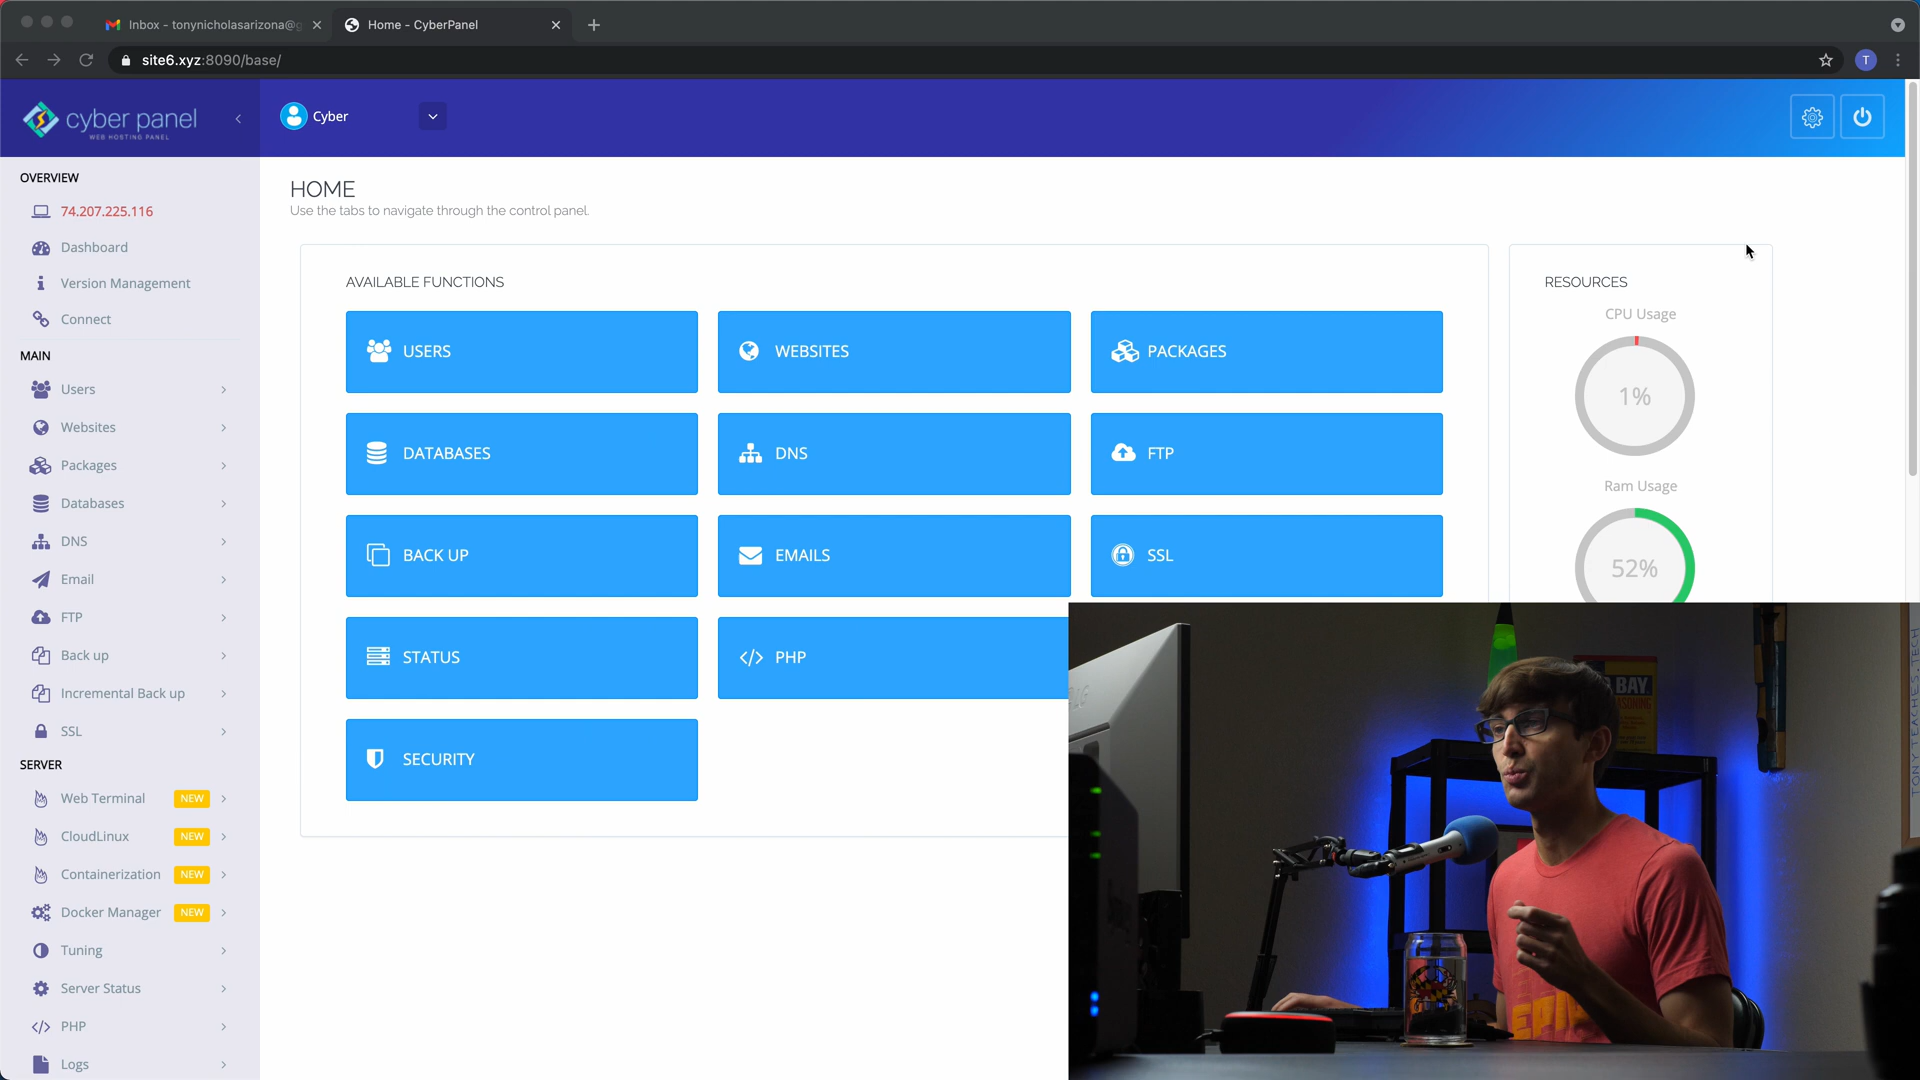 Inbox - tonynicholasarizona@g
Home - CyberPanel
site6.xyz:8090/base/
T
cyber panel
WEB HOSTING PANEL
Cyber
OVERVIEW
74.207.225.116
Dashboard
Version Management
Connect
MAIN
Users
Websites
Packages
Databases
DNS
Email
FTP
Back up
Incremental Back up
SSL
SERVER
Web Terminal NEW
CloudLinux NEW
Containerization NEW
Docker Manager NEW
Tuning
Server Status
PHP
Logs
HOME
Use the tabs to navigate through the control panel.
AVAILABLE FUNCTIONS
USERS
WEBSITES
PACKAGES
DATABASES
DNS
FTP
BACK UP
EMAILS
SSL
STATUS
PHP
SECURITY
RESOURCES
CPU Usage
1%
Ram Usage
52%
BAY
TONY TEACHES TECH